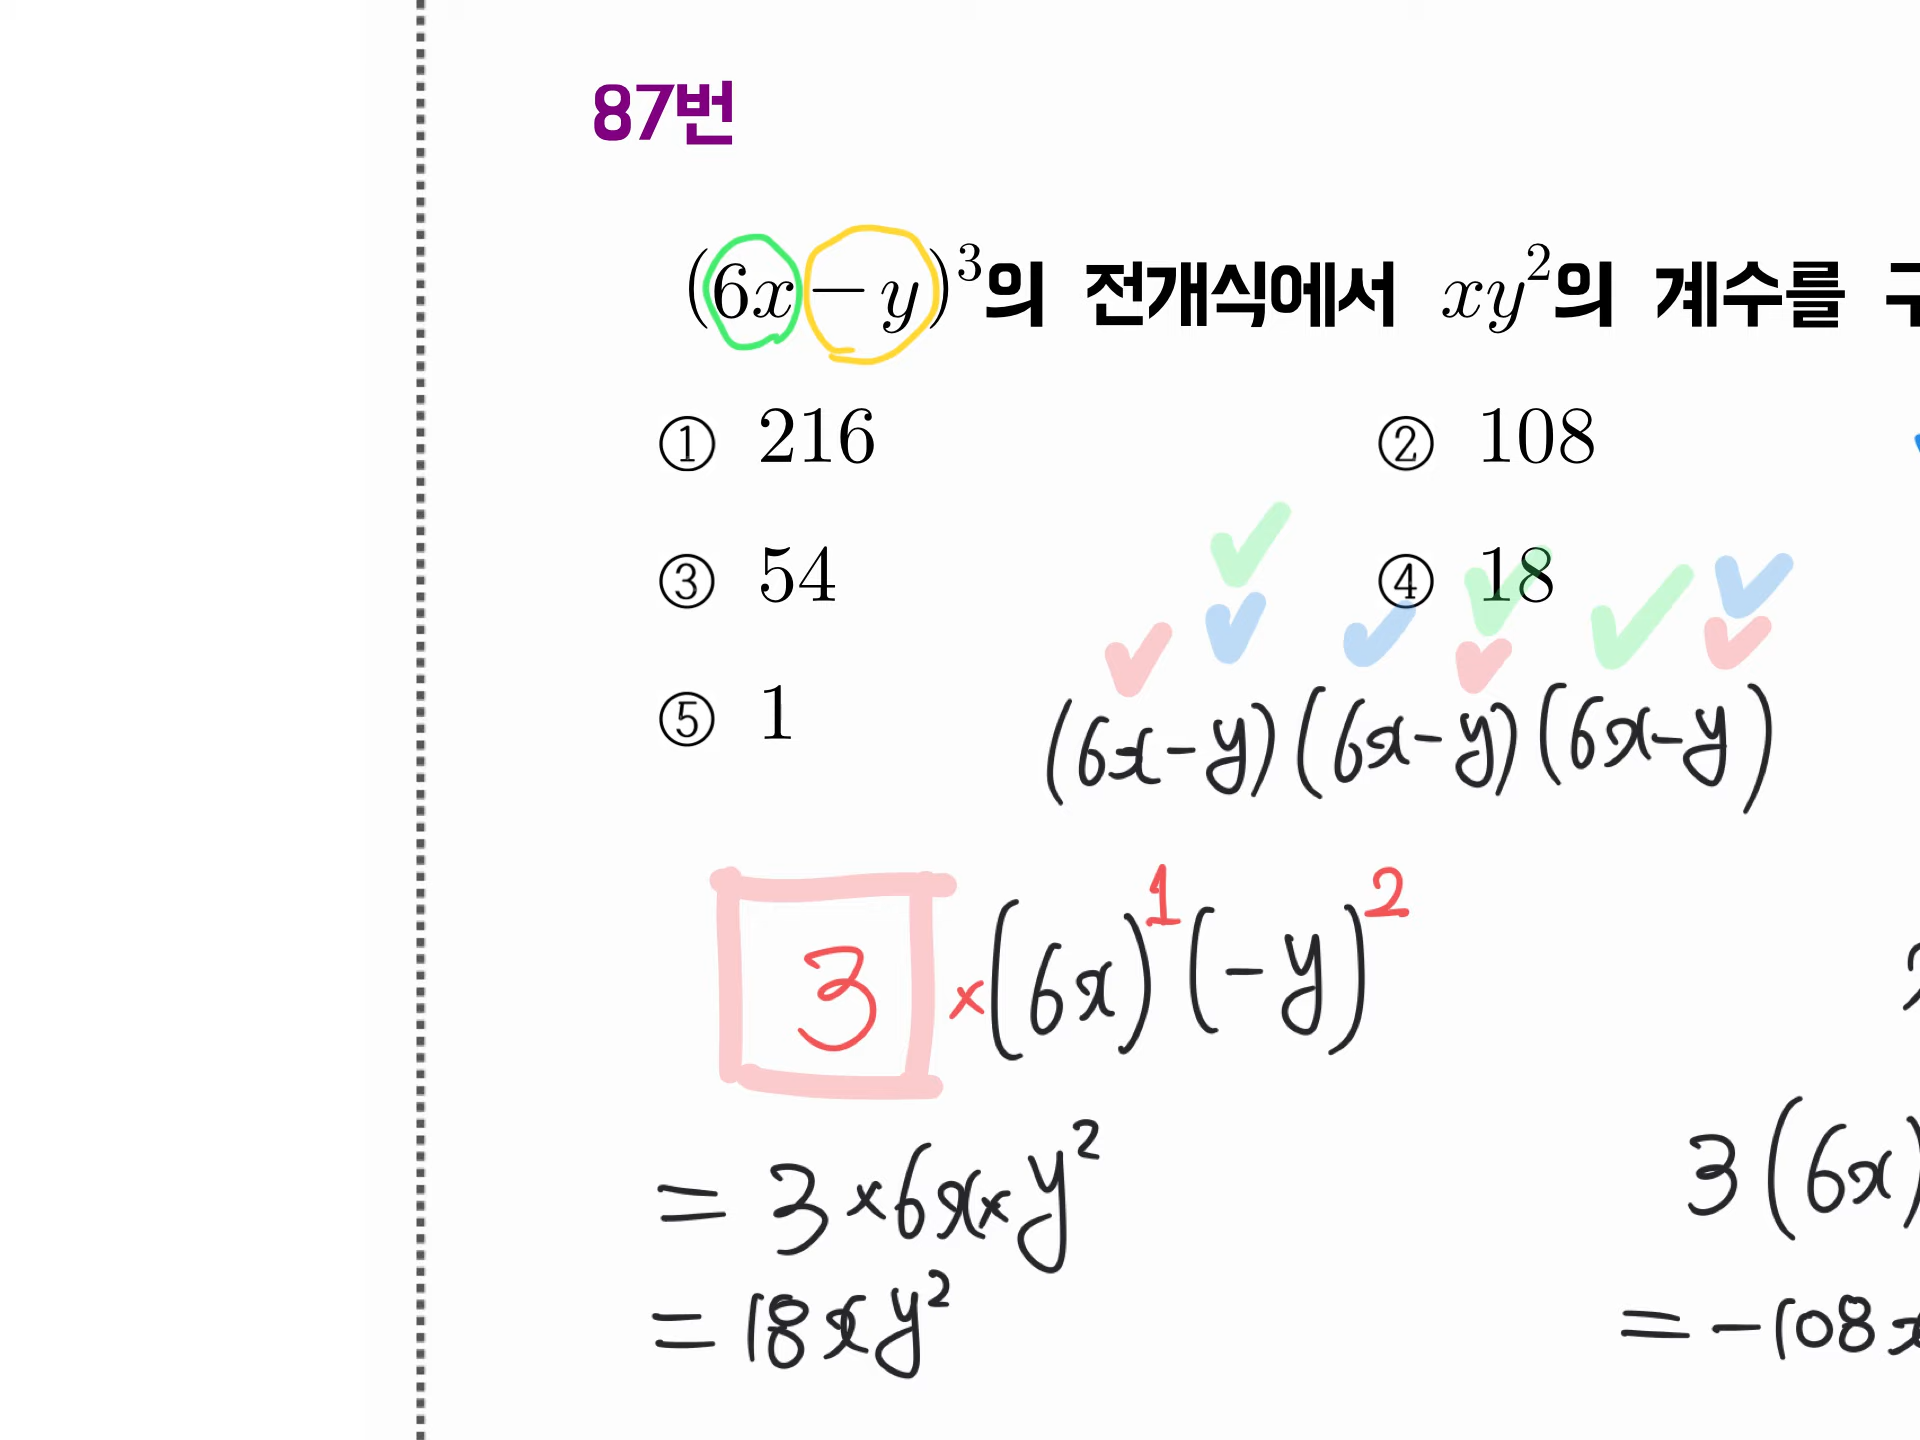 87번
(6x-y)³의 전개식에서 xy²의 계수를
① 216 ② 108
③ 54 ④ 18
⑤ 1
(6x-y)(6x-y)(6x-y)
3×(6x)¹(-y)²
=3×6x×y²
3(6x)
=18xy²
=-108x